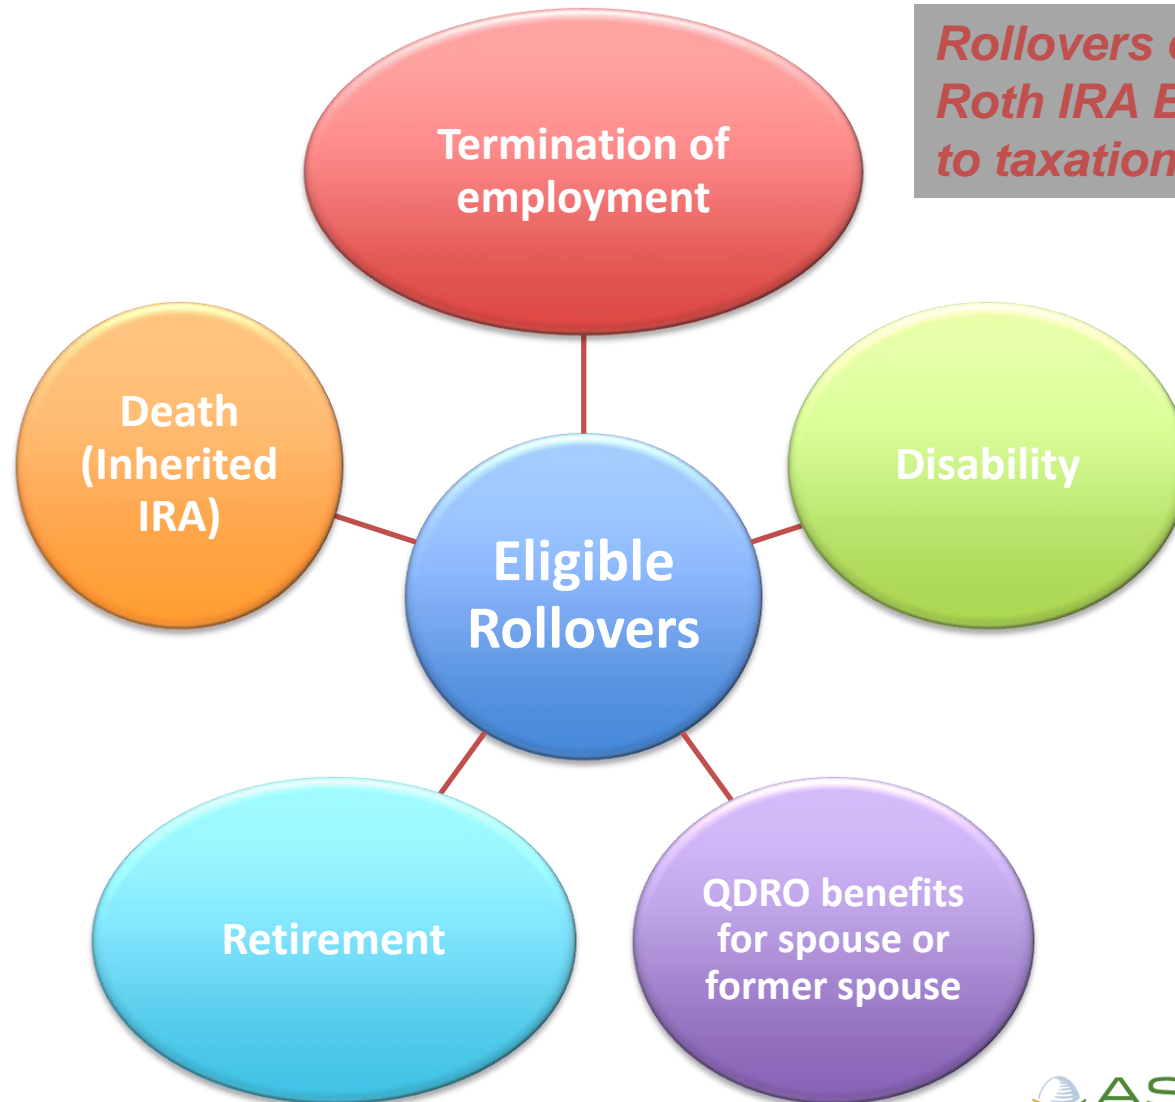 Rollovers
Roth IRA
to taxation
Termination of
employment
Death
(Inherited
IRA)
Disability
Eligible
Rollovers
Retirement
QDRO benefits
for spouse or
former spouse
AS